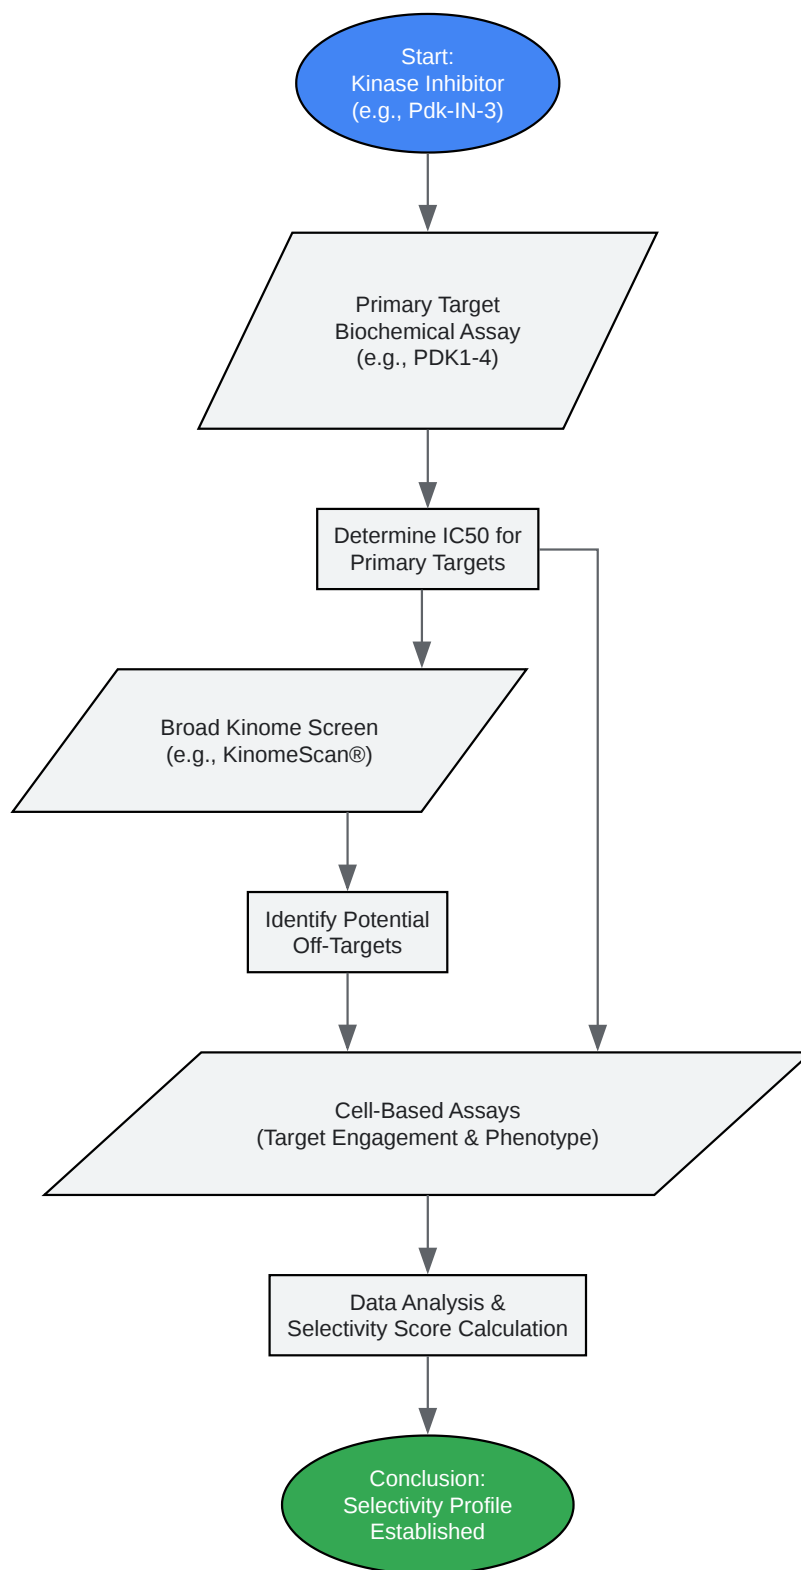 Start:
Kinase Inhibitor
(e.g., Pdk-IN-3)
Primary Target
Biochemical Assay
(e.g., PDK1-4)
Determine IC50 for
Primary Targets
Broad Kinome Screen
(e.g., KinomeScan®)
Identify Potential
Off-Targets
Cell-Based Assays
(Target Engagement & Phenotype)
Data Analysis &
Selectivity Score Calculation
Conclusion:
Selectivity Profile
Established